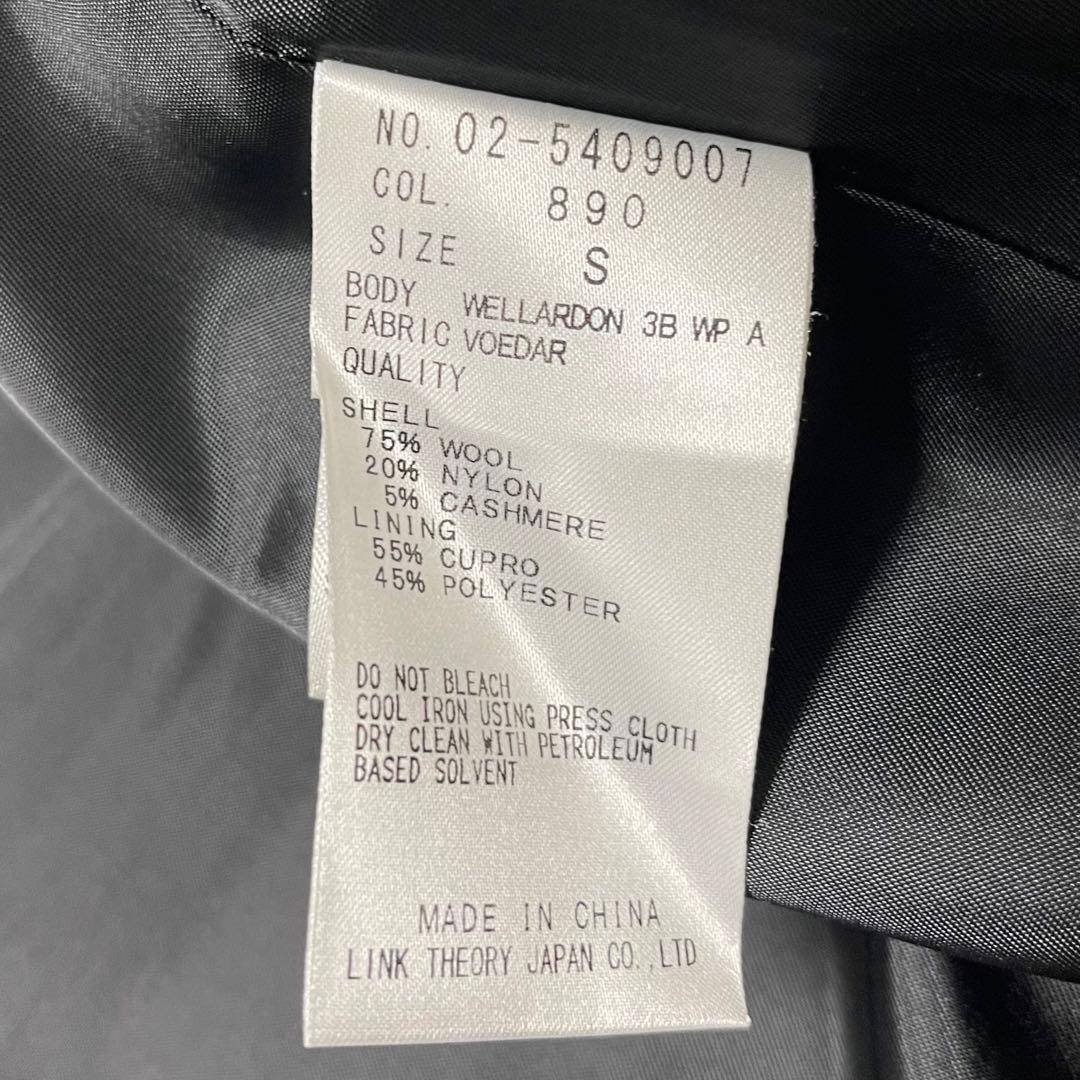 NO. 02-5409007
COL. 890
SIZE S
BODY WELLARDON 3B WP A
FABRIC VOEDAR
QUALITY
SHELL
75% WOOL
20% NYLON
5% CASHMERE
LINING
55% CUPRO
45% POLYESTER
DO NOT BLEACH
COOL IRON USING PRESS CLOTH
DRY CLEAN WITH PETROLEUM
BASED SOLVENT
MADE IN CHINA
LINK THEORY JAPAN CO.,LTD